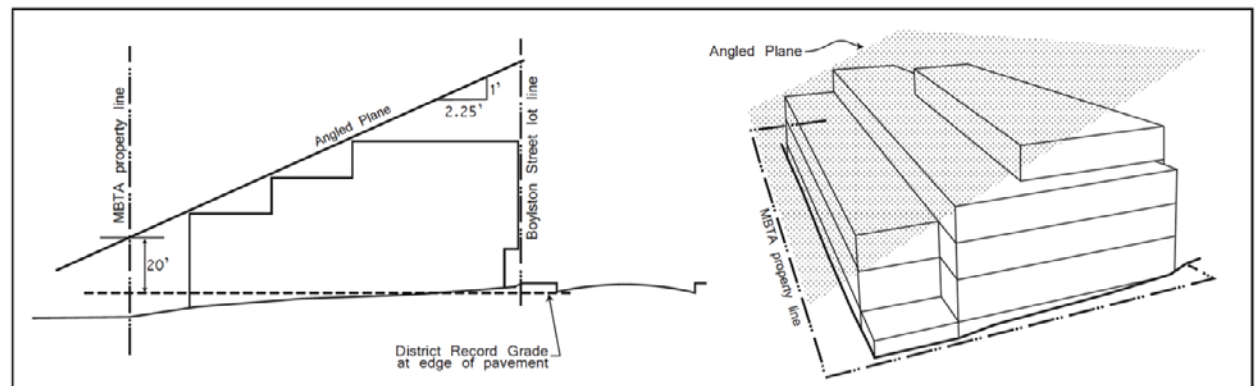 MBTA property line
Angled Plane
1'
2.25'
Boylston Street lot line
20'
District Record Grade
at edge of pavement
Angled Plane
MBTA property line